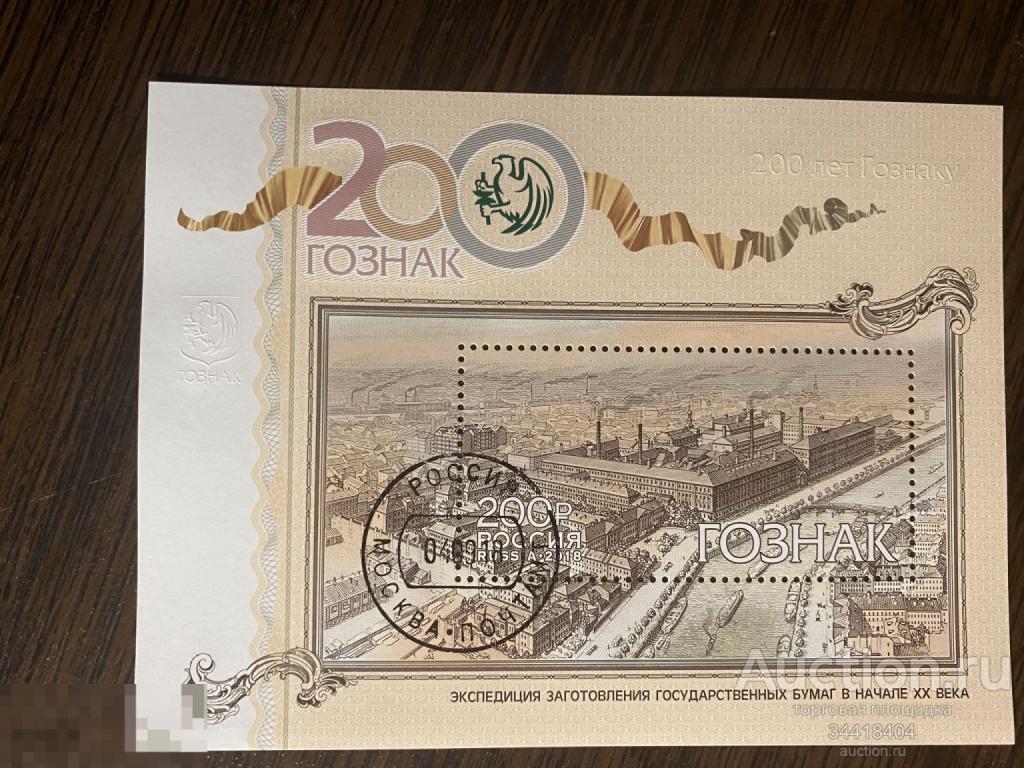 200 лет Гознаку
200
ГОЗНАК
ГОЗНАК
200Р
РОССИЯ
RUSSIA·2018
ГОЗНАК
РОССИЯ
МОСКВА·ПОЧТАМТ
ЭКСПЕДИЦИЯ ЗАГОТОВЛЕНИЯ ГОСУДАРСТВЕННЫХ БУМАГ В НАЧАЛЕ XX ВЕКА
Auction.ru
торговая площадка
34418404
auction.ru